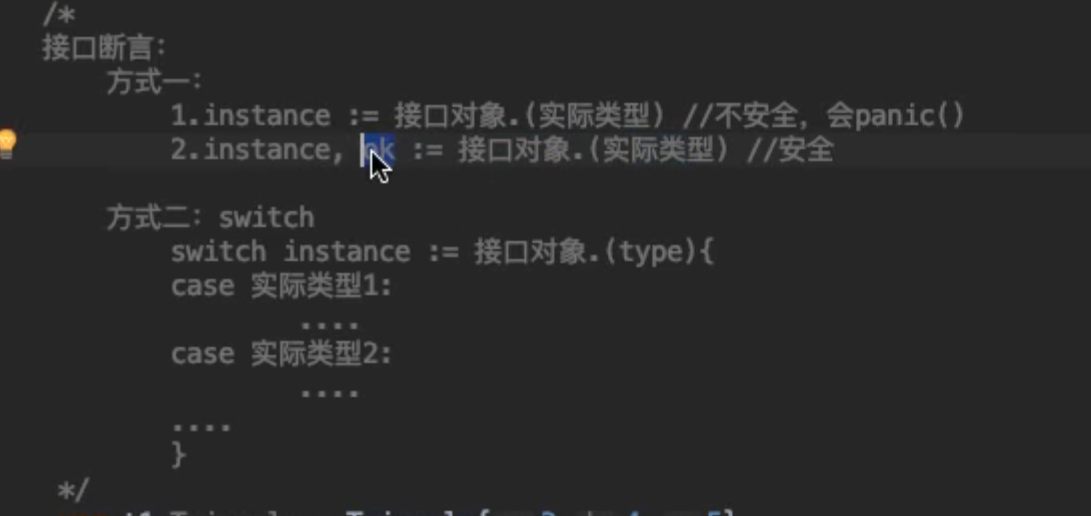 /*
接口断言:
方式一:
1.instance := 接口对象.(实际类型) //不安全，会panic()
2.instance, ok := 接口对象.(实际类型) //安全
方式二: switch
switch instance := 接口对象.(type){
case 实际类型1:
....
case 实际类型2:
....
....
}
*/